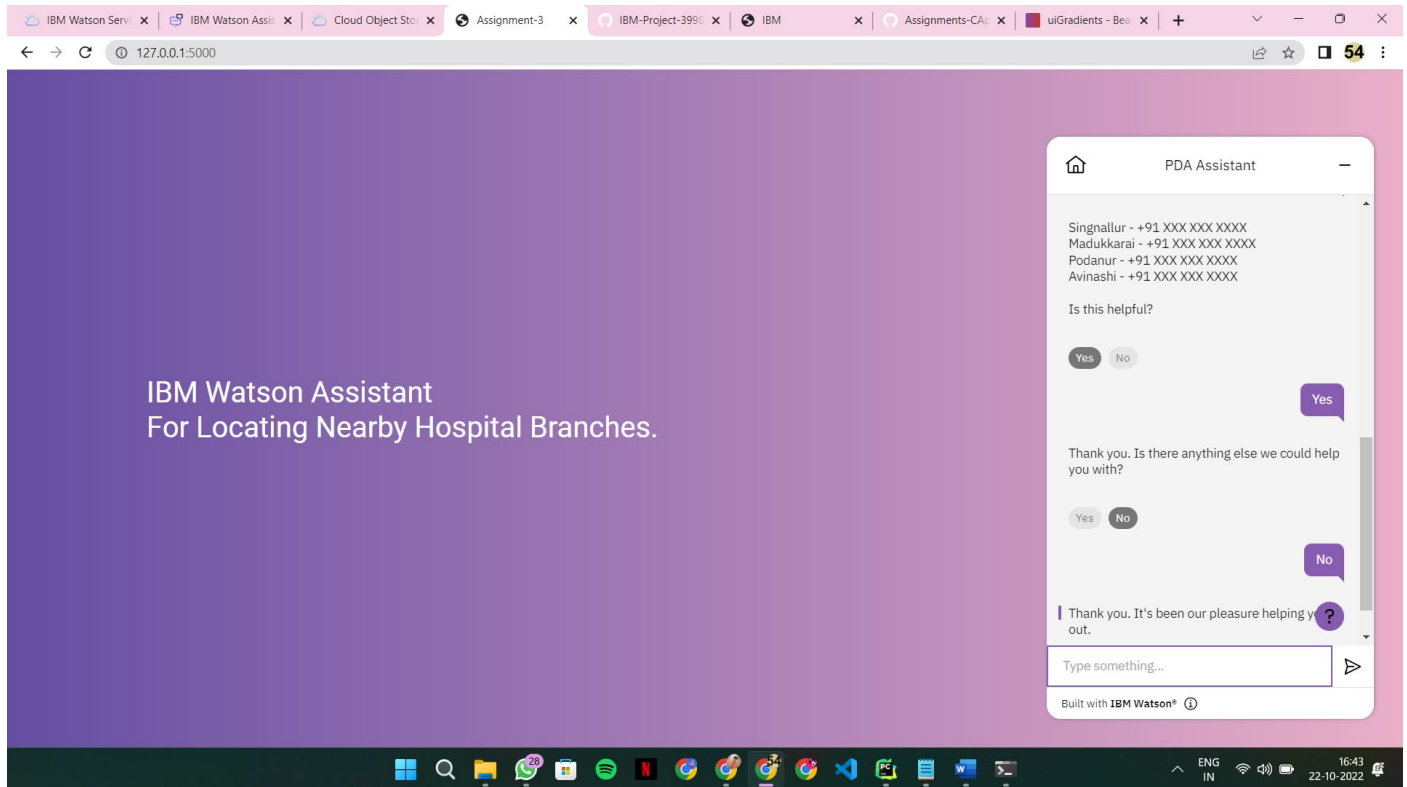 IBM Watson Servi
IBM Watson Assis
Cloud Object Stor
Assignment-3
IBM-Project-3998
IBM
Assignments-CAp
uiGradients - Bea
127.0.0.1:5000
54
PDA Assistant
Singnallur - +91 XXX XXX XXXX
Madukkarai - +91 XXX XXX XXXX
Podanur - +91 XXX XXX XXXX
Avinashi - +91 XXX XXX XXXX
Is this helpful?
Yes No
Yes
IBM Watson Assistant
For Locating Nearby Hospital Branches.
Thank you. Is there anything else we could help
you with?
Yes No
No
Thank you. It's been our pleasure helping
?
out.
Type something...
Built with IBM Watson®
28
54
PC
ENG
IN
16:43
22-10-2022